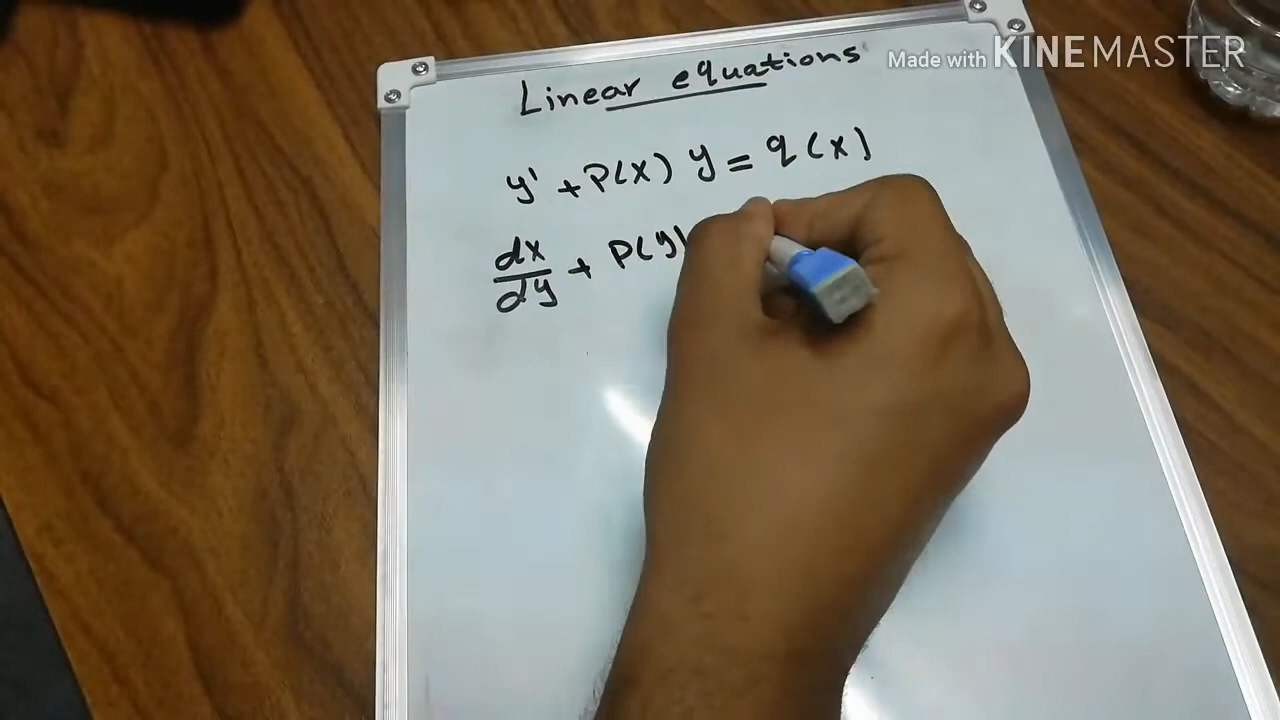 Made with KINEMASTER
Linear equations
y' + P(x) y = q(x)
dx/dy + P(y)